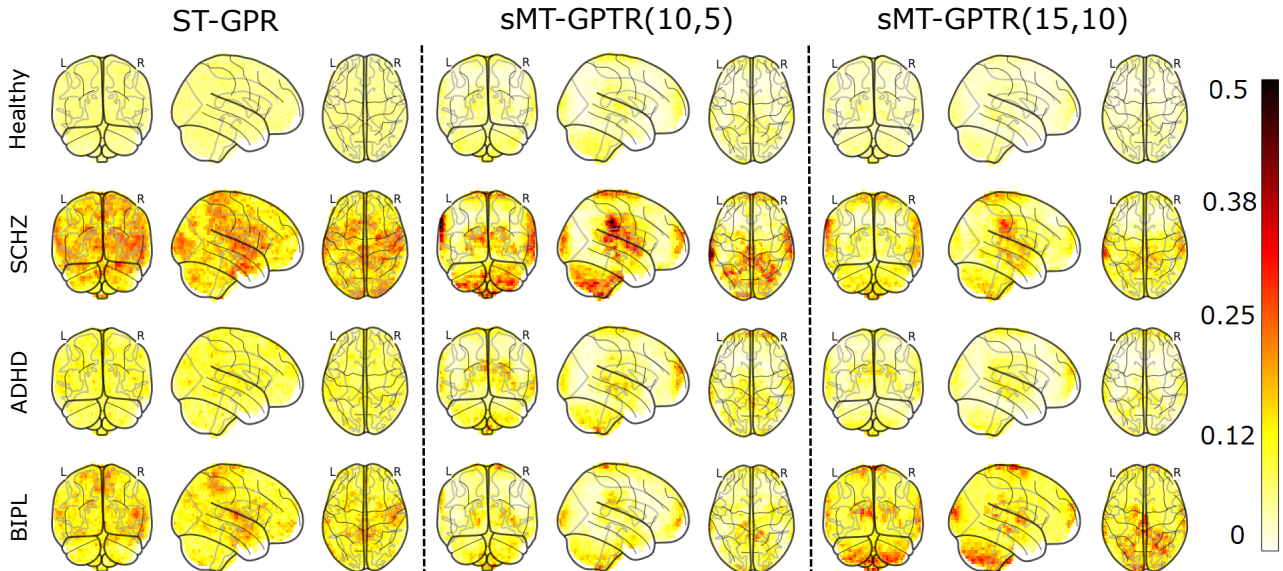 ST-GPR sMT-GPTR(10,5) sMT-GPTR(15,10)
Healthy
L R L R L R L R L R L R
0.5
SCHZ
L R L R L R L R L R L R
0.38
0.25
ADHD
L R L R L R L R L R L R
0.12
BIPL
L R L R L R L R L R L R
0